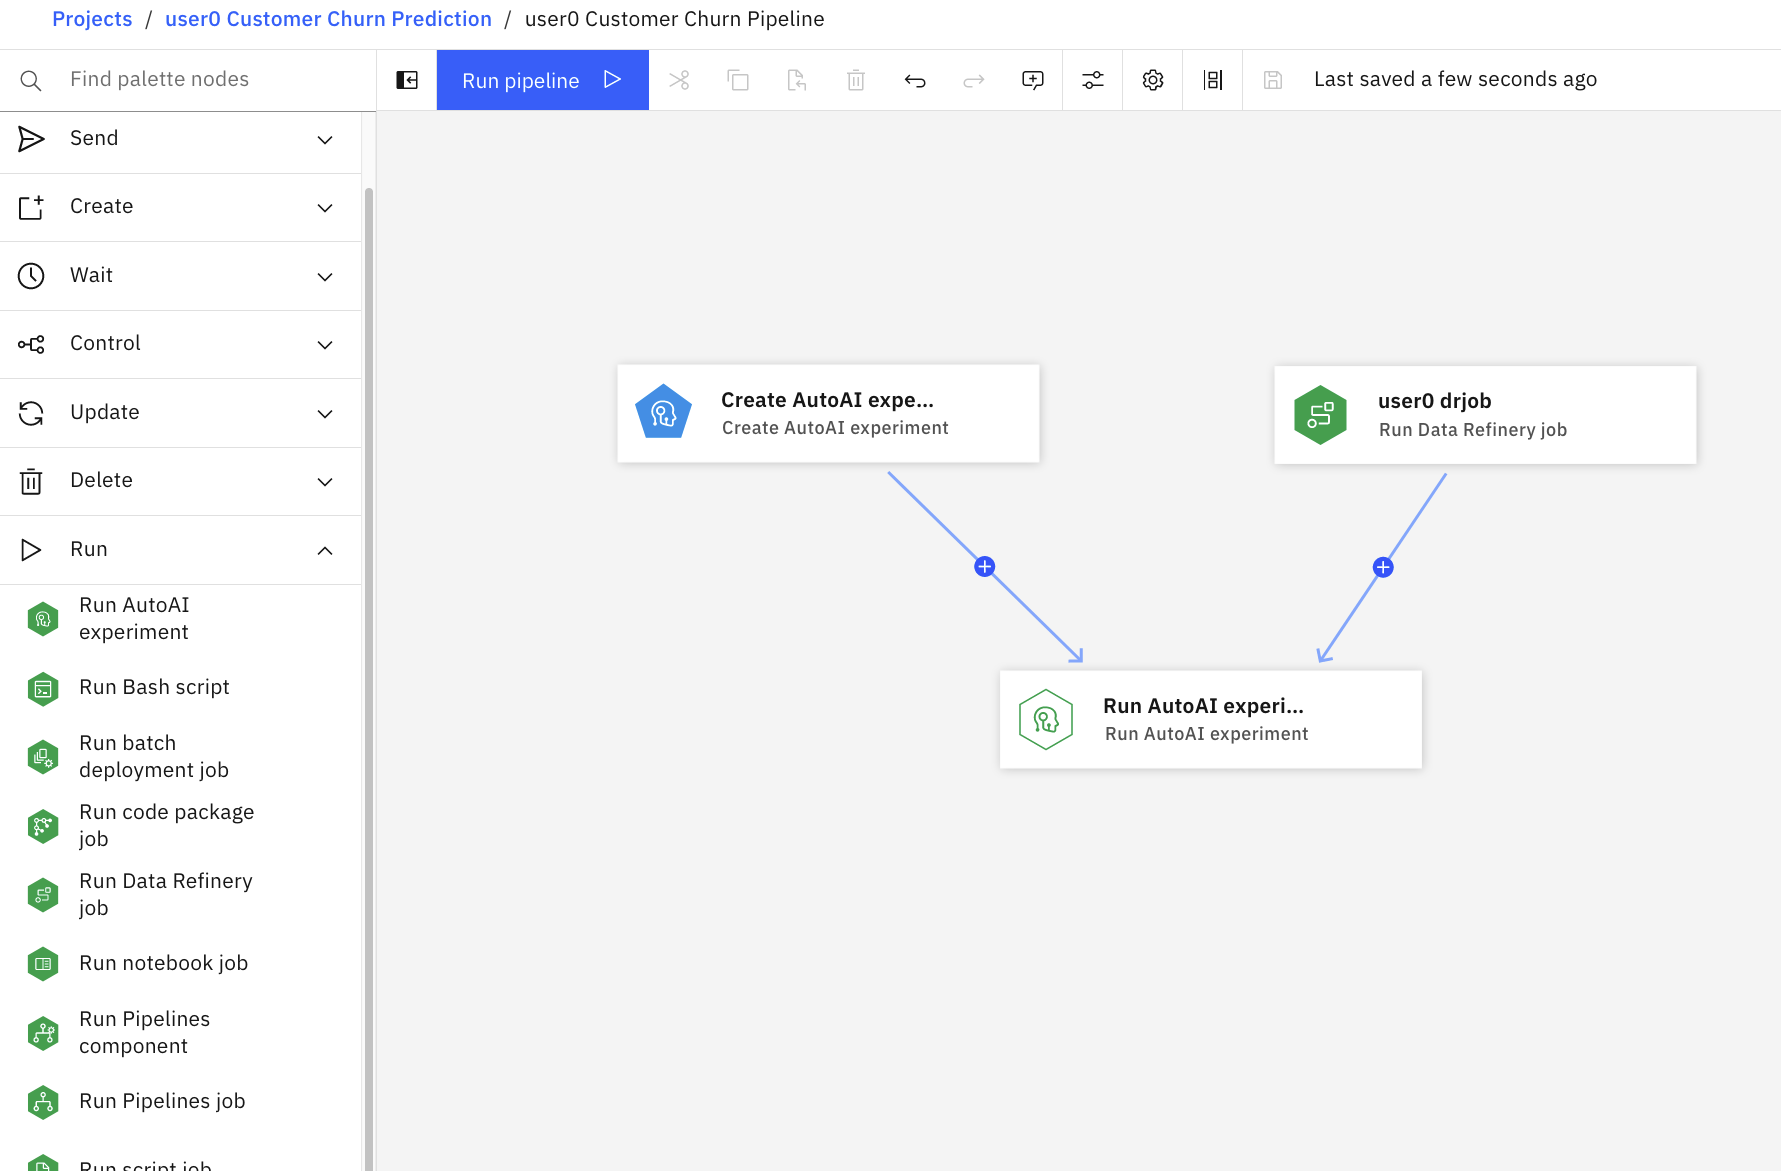 Projects / user0 Customer Churn Prediction / user0 Customer Churn Pipeline
Find palette nodes
Run pipeline
Last saved a few seconds ago
Send
Create
Wait
Control
Update
Delete
Run
Run AutoAI
experiment
Run Bash script
Run batch
deployment job
Run code package
job
Run Data Refinery
job
Run notebook job
Run Pipelines
component
Run Pipelines job
Run script job
Create AutoAI expe...
Create AutoAI experiment
user0 drjob
Run Data Refinery job
Run AutoAI experi...
Run AutoAI experiment